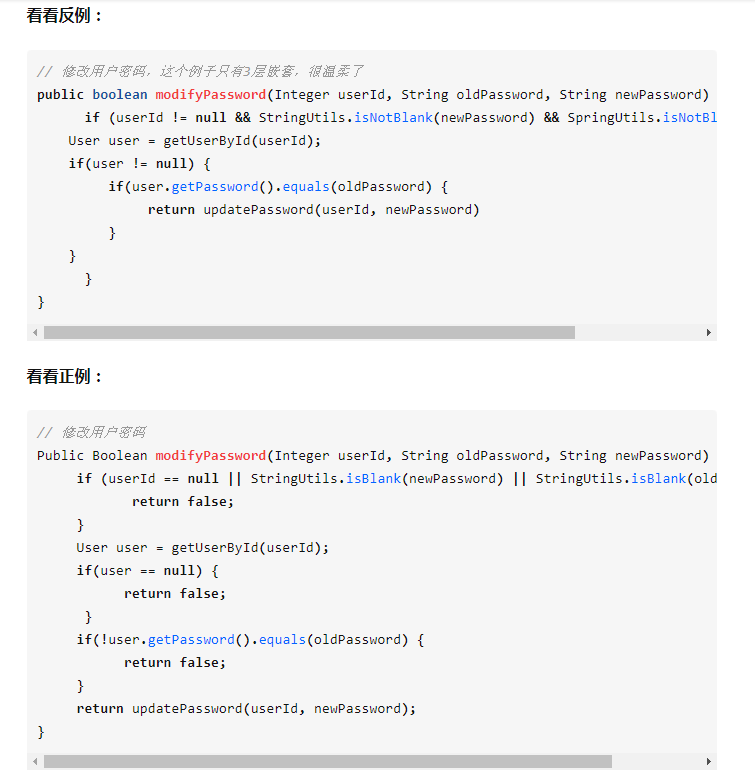 看看反例：
// 修改用户密码，这个例子只有3层嵌套，很温柔了
public boolean modifyPassword(Integer userId, String oldPassword, String newPassword)
if (userId != null && StringUtils.isNotBlank(newPassword) && SpringUtils.isNotBl
User user = getUserById(userId);
if(user != null) {
if(user.getPassword().equals(oldPassword) {
return updatePassword(userId, newPassword)
}
}
}
}
看看正例：
// 修改用户密码
Public Boolean modifyPassword(Integer userId, String oldPassword, String newPassword)
if (userId == null || StringUtils.isBlank(newPassword) || StringUtils.isBlank(old
return false;
}
User user = getUserById(userId);
if(user == null) {
return false;
}
if(!user.getPassword().equals(oldPassword) {
return false;
}
return updatePassword(userId, newPassword);
}